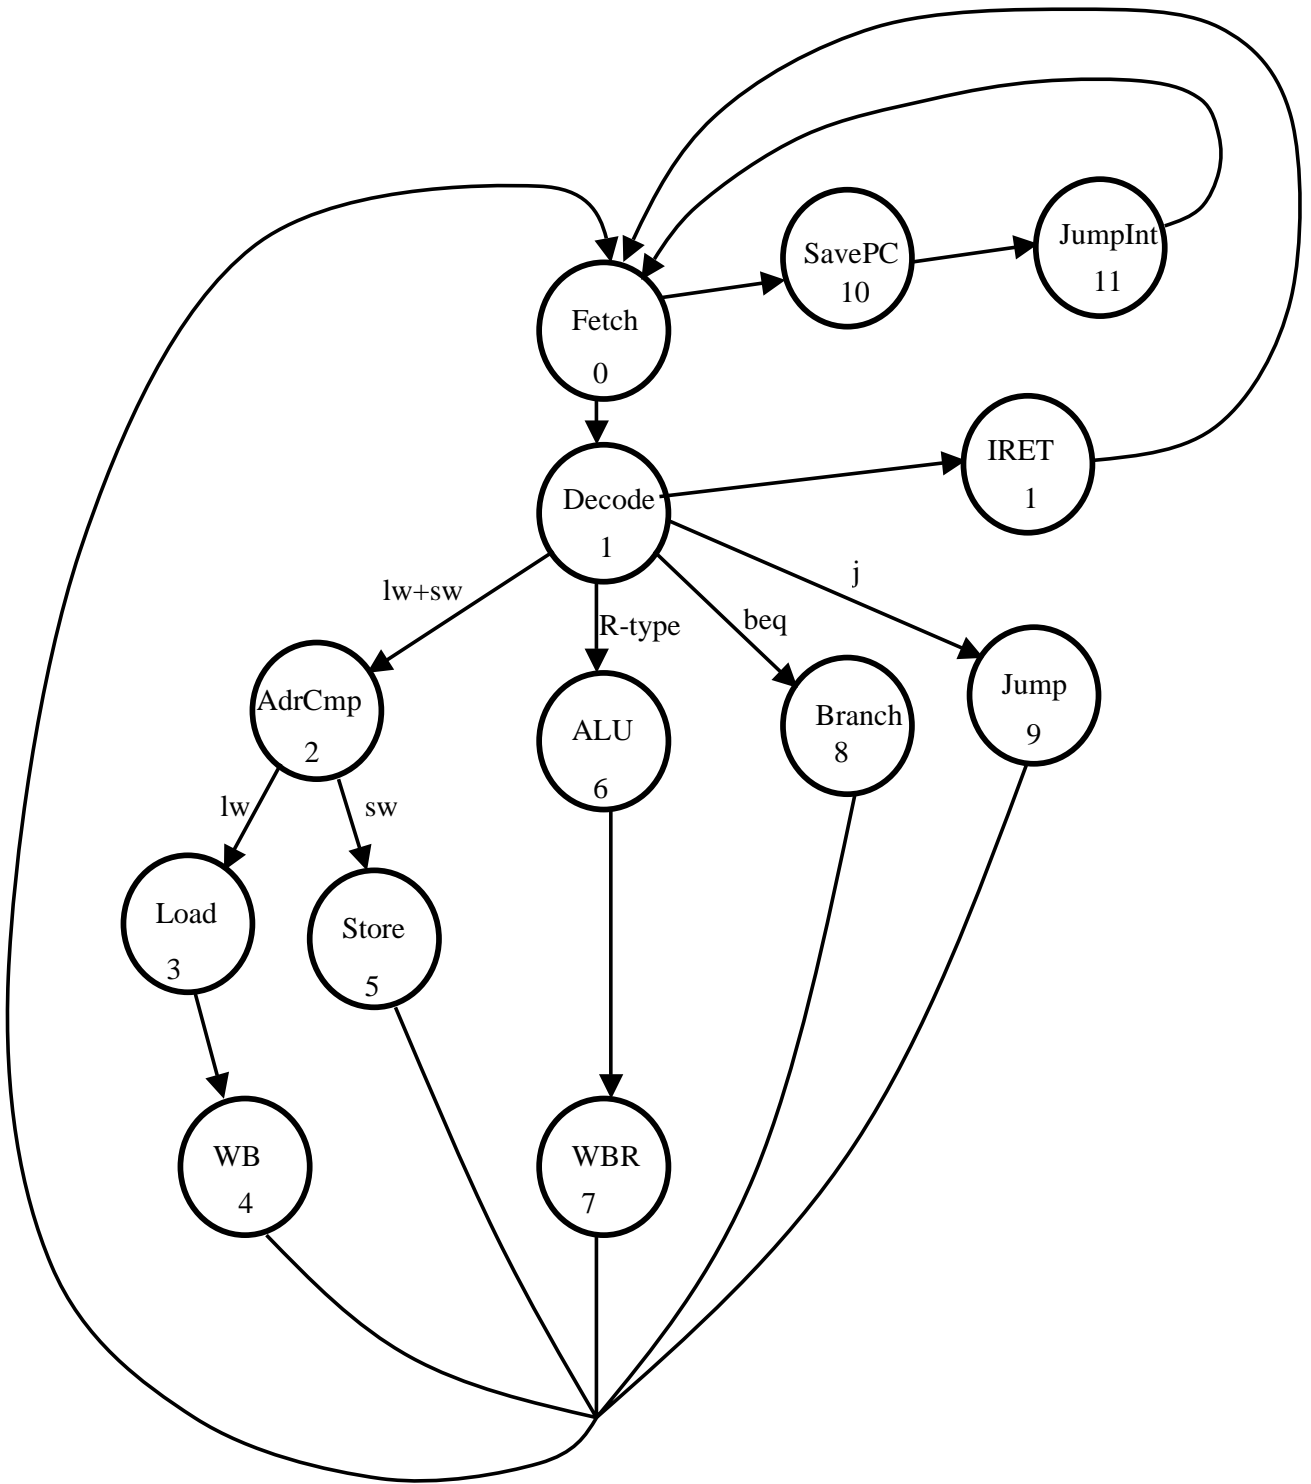 JumpInt
11
SavePC
10
Fetch
0
IRET
1
Decode
1
j
lw+sw
R-type
beq
Jump
9
AdrCmp
2
ALU
6
Branch
8
lw
sw
Load
3
Store
5
WB
4
WBR
7